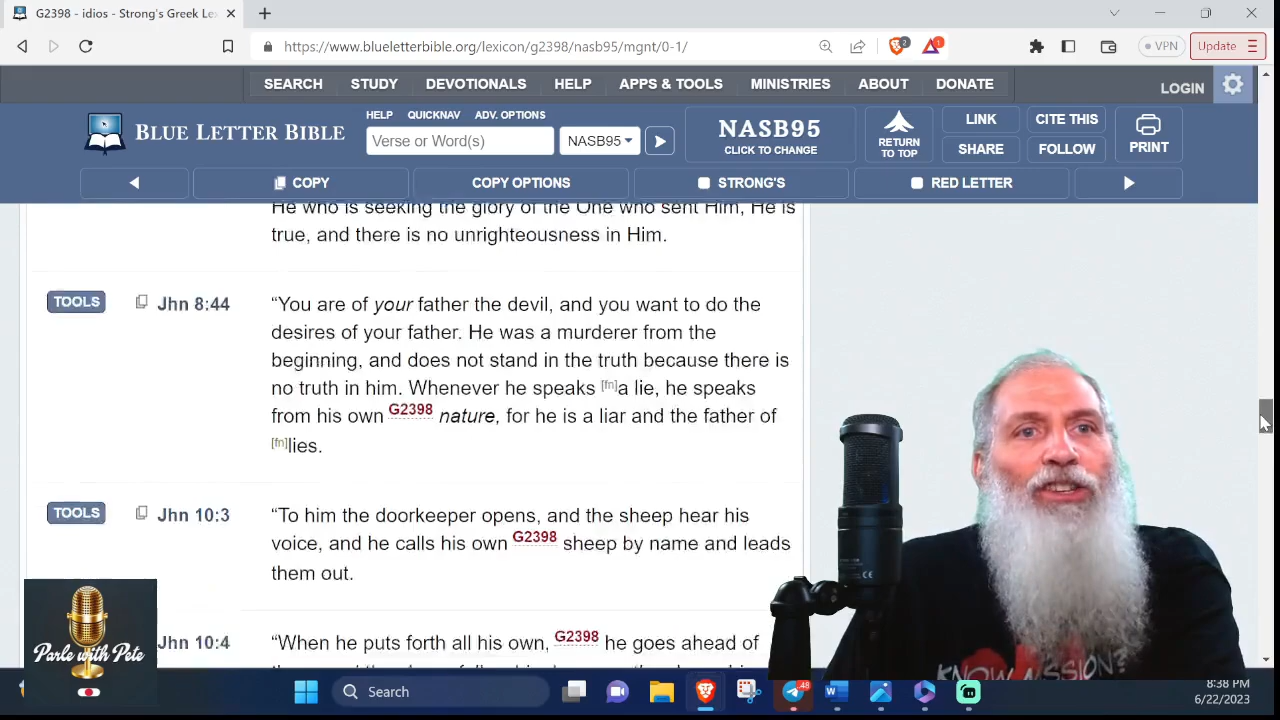 G2398 - idios - Strong's Greek Le
https://www.blueletterbible.org/lexicon/g2398/nasb95/mgnt/0-1/
2
1
VPN
Update
SEARCH
STUDY
DEVOTIONALS
HELP
APPS & TOOLS
MINISTRIES
ABOUT
DONATE
LOGIN
BLUE LETTER BIBLE
HELP
QUICKNAV
ADV. OPTIONS
Verse or Word(s)
NASB95
NASB95
CLICK TO CHANGE
RETURN
TO TOP
LINK
CITE THIS
SHARE
FOLLOW
PRINT
COPY
COPY OPTIONS
STRONG'S
RED LETTER
He who is seeking the glory of the One who sent Him, He is
true, and there is no unrighteousness in Him.
TOOLS
Jhn 8:44
“You are of your father the devil, and you want to do the
desires of your father. He was a murderer from the
beginning, and does not stand in the truth because there is
no truth in him. Whenever he speaks [fn]a lie, he speaks
from his own G2398 nature, for he is a liar and the father of
[fn]lies.
TOOLS
Jhn 10:3
“To him the doorkeeper opens, and the sheep hear his
voice, and he calls his own G2398 sheep by name and leads
them out.
Jhn 10:4
“When he puts forth all his own, G2398 he goes ahead of
Parle with Pete
KNOW MISSION?
CE
Search
48
8:38 PM
6/22/2023